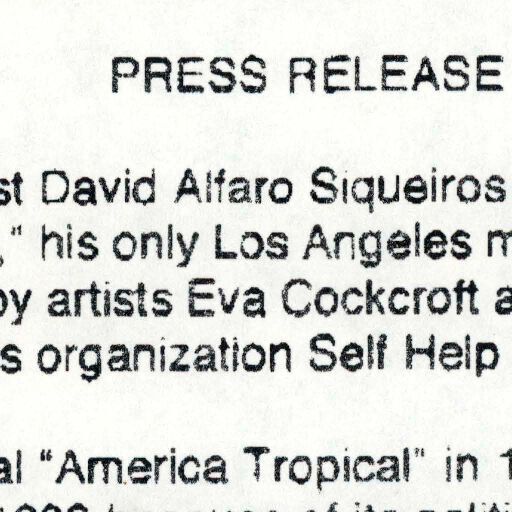 PRESS RELEASE
st David Alfaro Siqueiros
," his only Los Angeles m
by artists Eva Cockcroft a
s organization Self Help
al “America Tropical” in 1